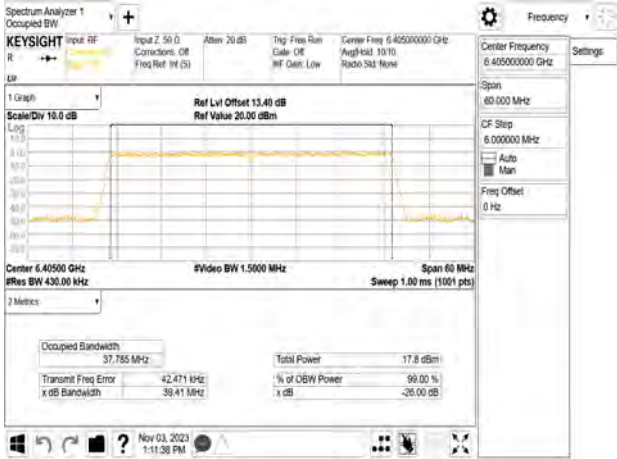 Spectrum Analyzer 1
Occupied BW
+
KEYSIGHT
Input: RF
R
Input Z: 50 Ω
Corrections: Off
Freq Ref: Int (S)
Atten: 20 dB
Trig: Free Run
Gate: Off
#IF Gain: Low
Center Freq: 6.405000000 GHz
Avg|Hold: 10/10
Radio Std: None
1 Graph
Scale/Div 10.0 dB
Ref Lvl Offset 13.40 dB
Ref Value 20.00 dBm
Log
10.0
0.00
Center 6.40500 GHz
#Res BW 430.00 kHz
#Video BW 1.5000 MHz
Span 60 MHz
Sweep 1.00 ms (1001 pts)
2 Metrics
Occupied Bandwidth
37.765 MHz
Transmit Freq Error
42.471 kHz
x dB Bandwidth
39.41 MHz
Total Power
17.8 dBm
% of OBW Power
99.00 %
x dB
-26.00 dB
Nov 03, 2023
1:11:38 PM
Frequency
Settings
Center Frequency
6.405000000 GHz
Span
60.000 MHz
CF Step
6.000000 MHz
Auto
Man
Freq Offset
0 Hz